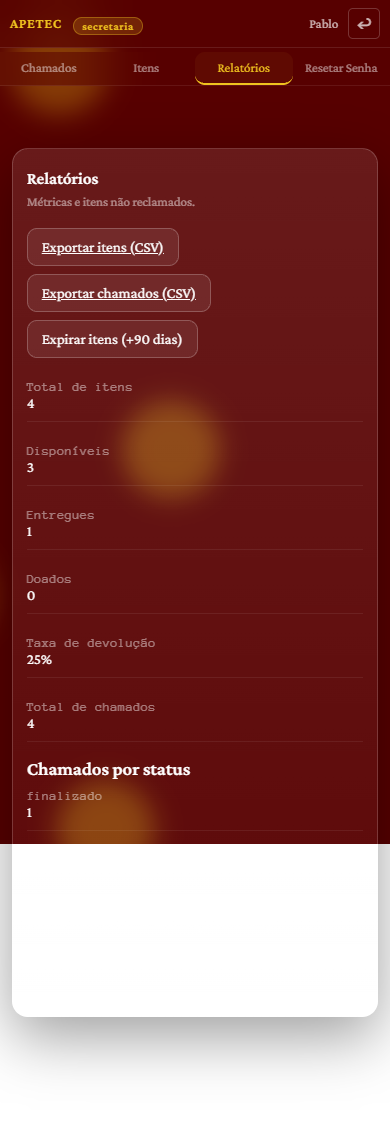 APETEC secretaria Pablo
Chamados Itens Relatórios Resetar Senha
Relatórios
Métricas e itens não reclamados.
Exportar itens (CSV)
Exportar chamados (CSV)
Expirar itens (+90 dias)
Total de itens
4
Disponíveis
3
Entregues
1
Doados
0
Taxa de devolução
25%
Total de chamados
4
Chamados por status
finalizado
1